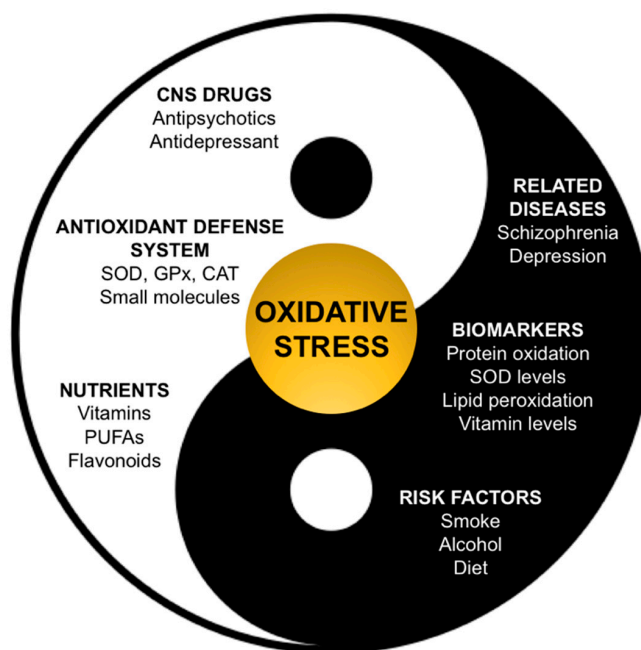 CNS DRUGS
Antipsychotics
Antidepressant
ANTIOXIDANT DEFENSE
SYSTEM
SOD, GPx, CAT
Small molecules
NUTRIENTS
Vitamins
PUFAs
Flavonoids
OXIDATIVE
STRESS
RELATED
DISEASES
Schizophrenia
Depression
BIOMARKERS
Protein oxidation
SOD levels
Lipid peroxidation
Vitamin levels
RISK FACTORS
Smoke
Alcohol
Diet